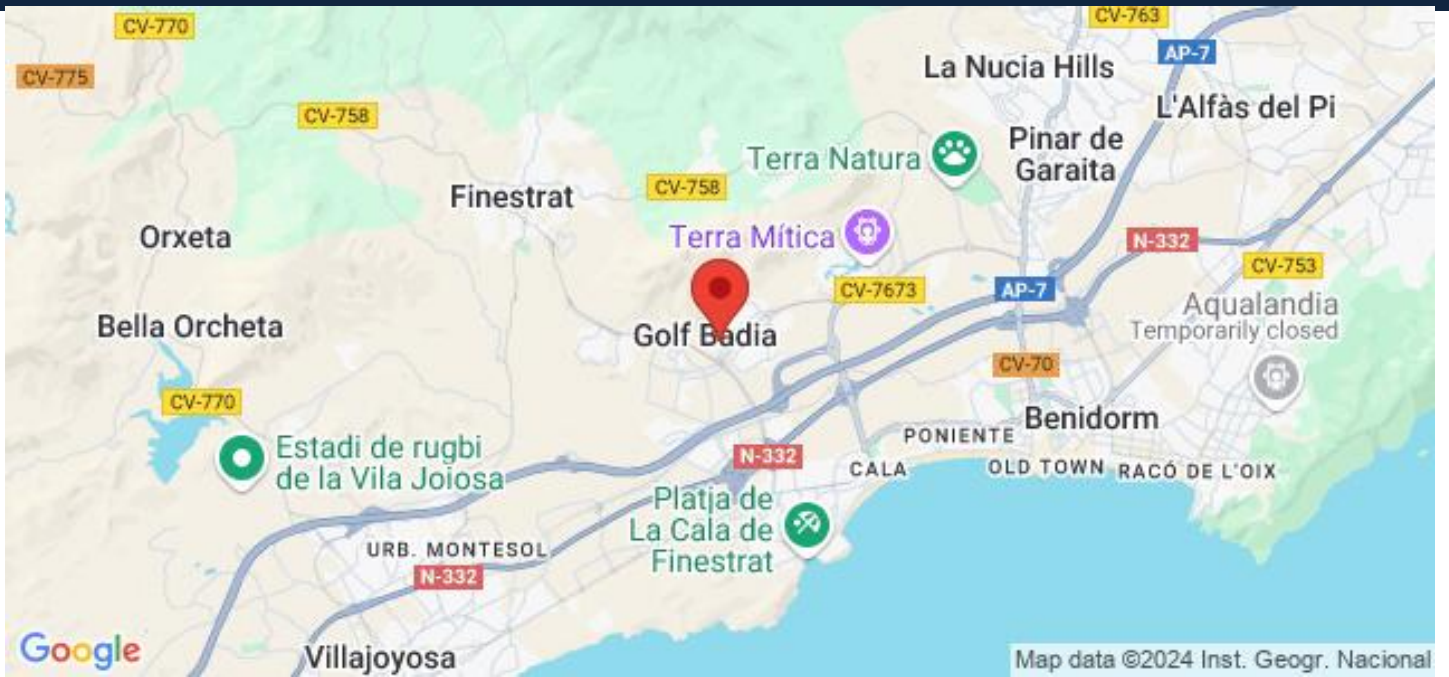 CV-770
CV-763
AP-7
CV-775
La Nucia Hills
L'Alfàs del Pi
CV-758
Pinar de
Garaita
Terra Natura
Finestrat
CV-758
Orxeta
Terra Mítica
N-332
CV-753
CV-7673
AP-7
Aqualandia
Temporarily closed
Bella Orcheta
Golf Badia
CV-70
CV-770
Benidorm
PONIENTE
Estadi de rugbi
de la Vila Joiosa
N-332
CALA
OLD TOWN
RACÓ DE L'OIX
Platja de
La Cala de
Finestrat
URB. MONTESOL
N-332
Google
Villajoyosa
Map data ©2024 Inst. Geogr. Nacional